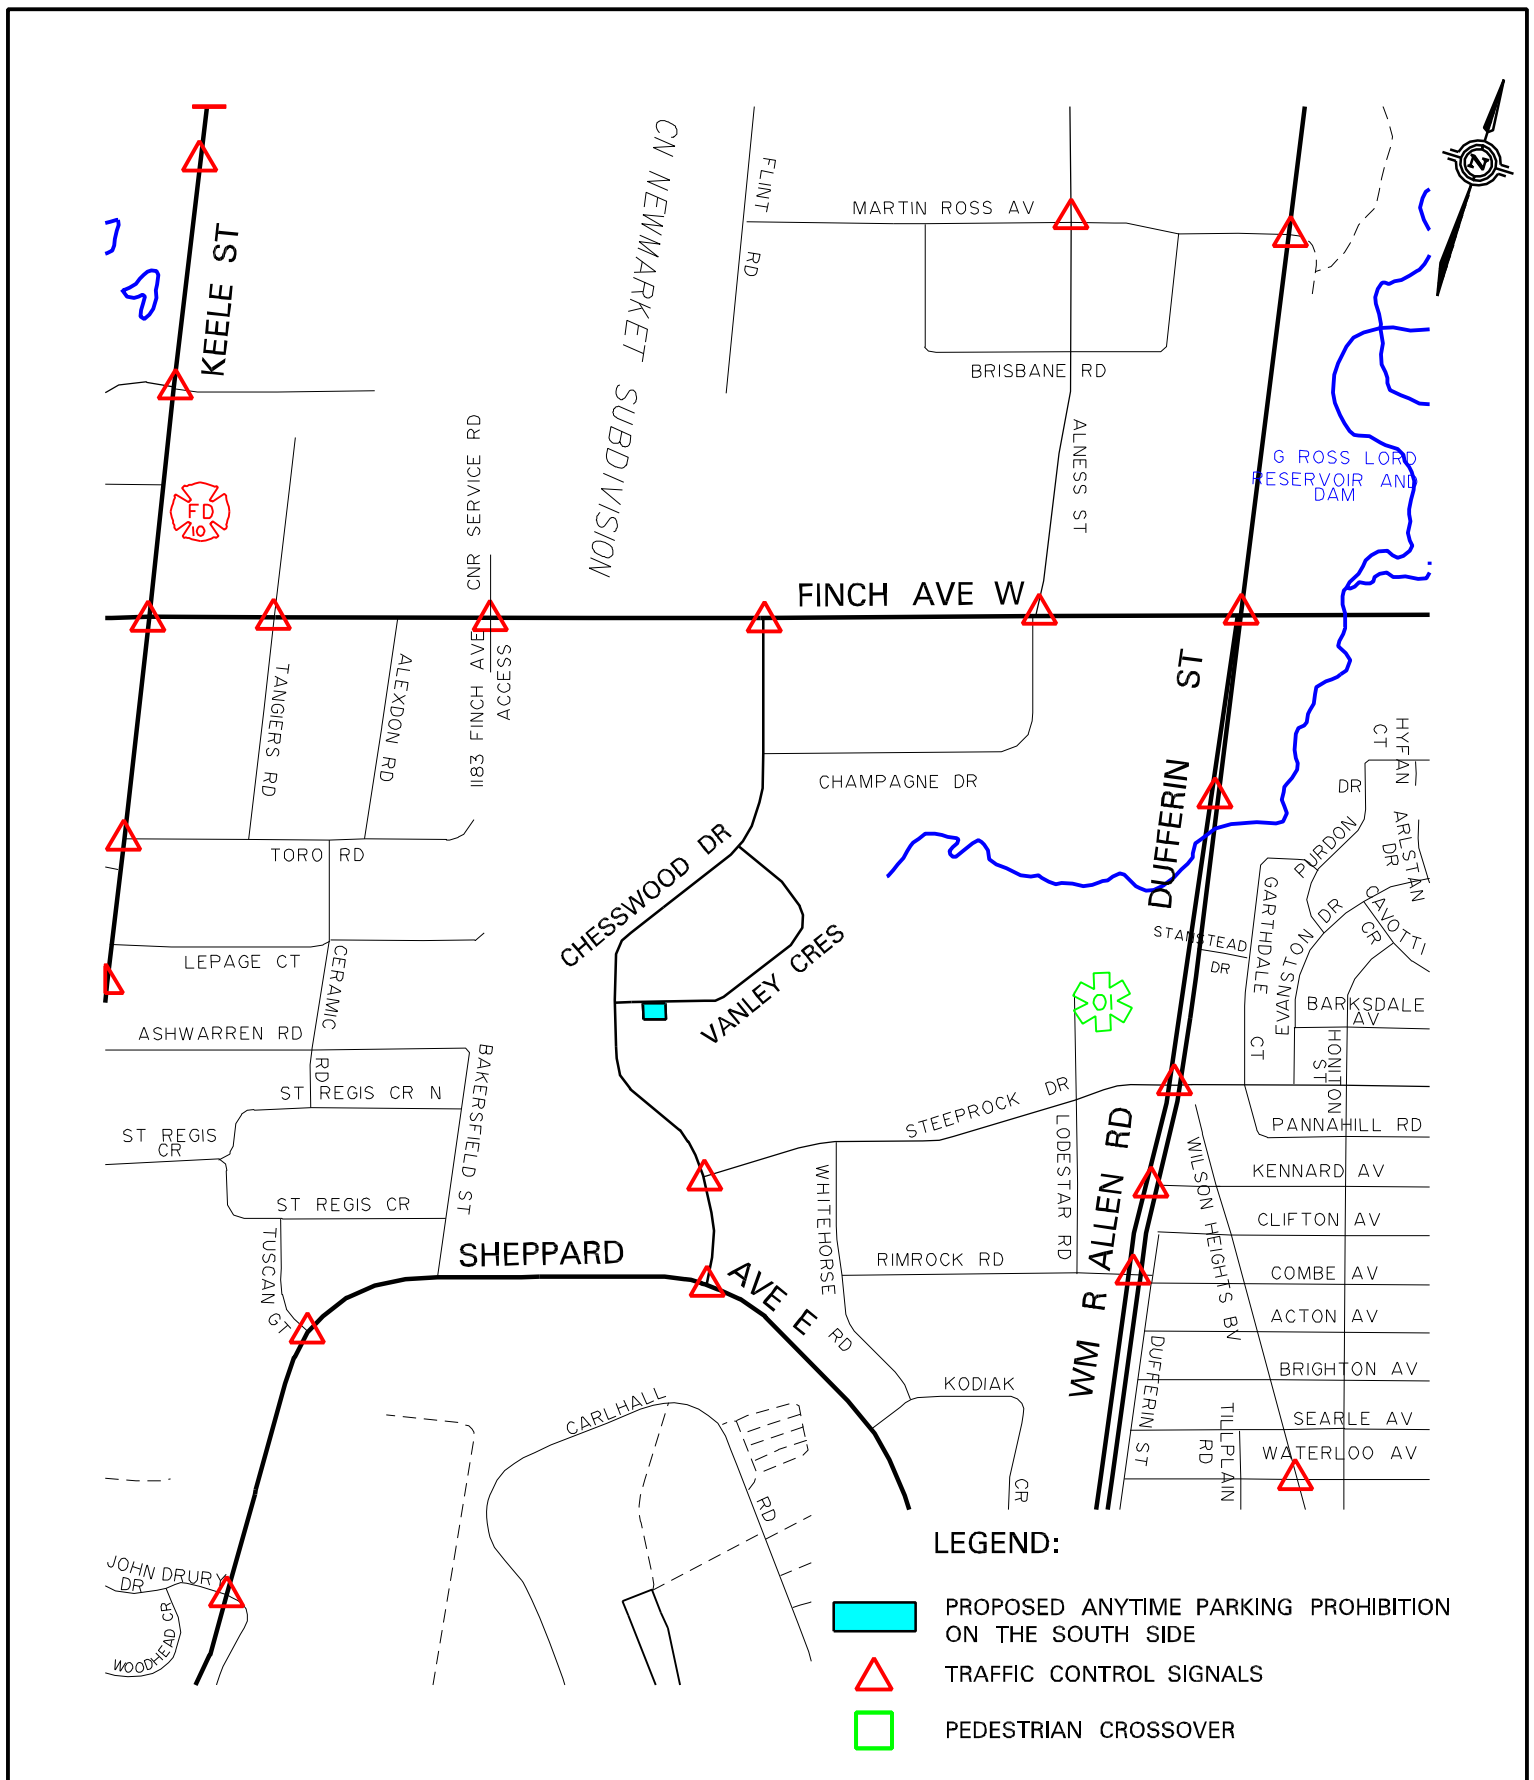 N
CN NEWMARKET SUBDIVISION
FLINT RD
MARTIN ROSS AV
KEELE ST
BRISBANE RD
ALNESS ST
CNR SERVICE RD
G ROSS LORD
RESERVOIR AND
DAM
FD
10
FINCH AVE W
TANGIERS RD
ALEXDON RD
1183 FINCH AVE
ACCESS
DUFFERIN ST
CHAMPAGNE DR
HYFAN
CT
PURDON DR
ARLSTAN
DR
TORO RD
CHESSWOOD DR
GARTHDALE CT
CAVOTTI
CR
EVANSTON DR
STANSTEAD
DR
LEPAGE CT
CERAMIC RD
VANLEY CRES
01
BARKSDALE
AV
ASHWARREN RD
HONITON
ST
BAKERSFIELD ST
ST REGIS CR N
STEEPROCK DR
LODESTAR RD
WM R ALLEN RD
PANNAHILL RD
ST REGIS
CR
WHITEHORSE RD
WILSON HEIGHTS BV
KENNARD AV
ST REGIS CR
CLIFTON AV
TUSCAN GT
SHEPPARD AVE E
RIMROCK RD
COMBE AV
ACTON AV
DUFFERIN ST
BRIGHTON AV
KODIAK CR
CARLHALL RD
TILLPLAIN
RD
SEARLE AV
WATERLOO AV
JOHN DRURY
DR
WOODHEAD CR
LEGEND:
PROPOSED ANYTIME PARKING PROHIBITION
ON THE SOUTH SIDE
TRAFFIC CONTROL SIGNALS
PEDESTRIAN CROSSOVER